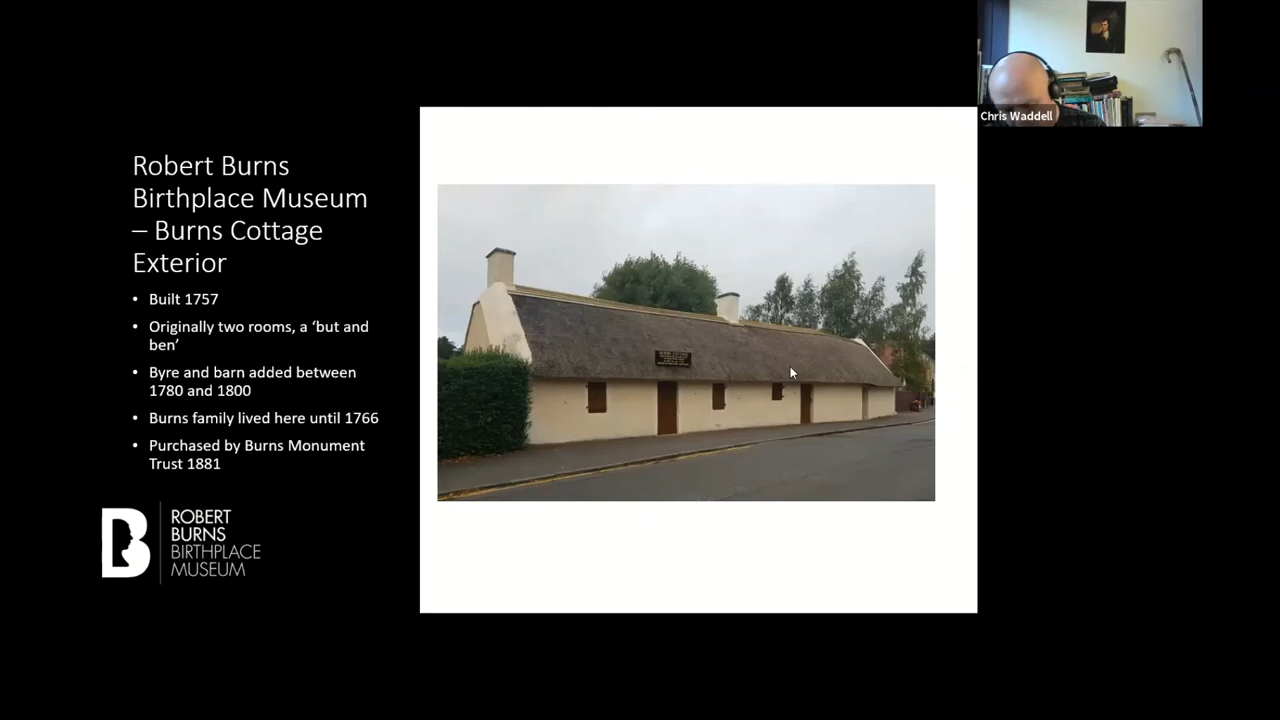 Robert Burns
Birthplace Museum
– Burns Cottage
Exterior
• Built 1757
• Originally two rooms, a ‘but and
ben’
• Byre and barn added between
1780 and 1800
• Burns family lived here until 1766
• Purchased by Burns Monument
Trust 1881
B
ROBERT
BURNS
BIRTHPLACE
MUSEUM
Chris Waddell